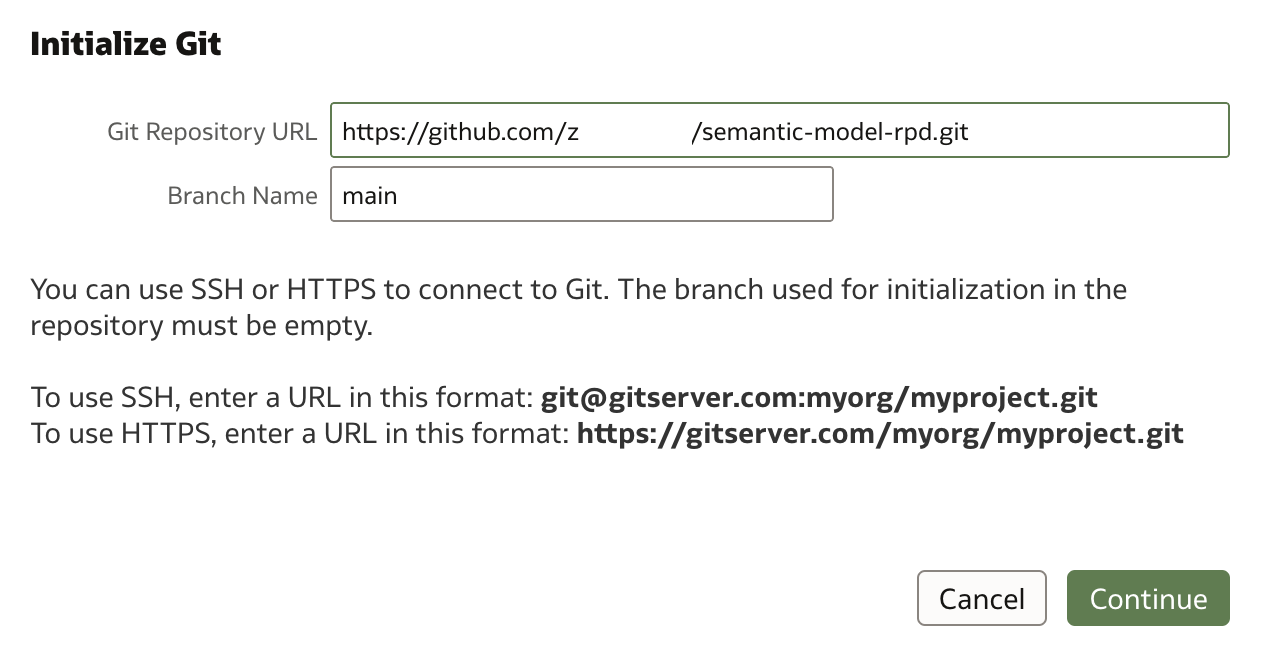 Initialize Git
Git Repository URL https://github.com/z /semantic-model-rpd.git
Branch Name main
You can use SSH or HTTPS to connect to Git. The branch used for initialization in the
repository must be empty.
To use SSH, enter a URL in this format: git@gitserver.com:myorg/myproject.git
To use HTTPS, enter a URL in this format: https://gitserver.com/myorg/myproject.git
Cancel Continue